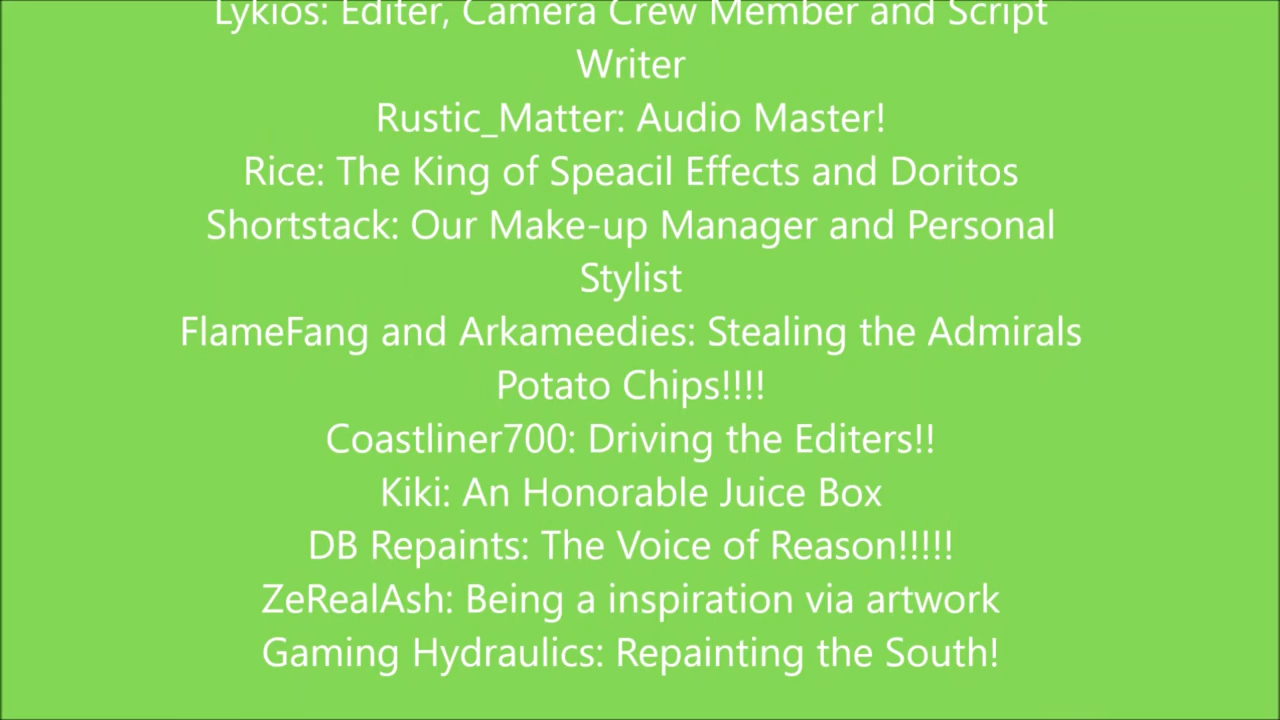 Lykios: Editer, Camera Crew Member and Script
Writer
Rustic_Matter: Audio Master!
Rice: The King of Speacil Effects and Doritos
Shortstack: Our Make-up Manager and Personal
Stylist
FlameFang and Arkameedies: Stealing the Admirals
Potato Chips!!!!
Coastliner700: Driving the Editers!!
Kiki: An Honorable Juice Box
DB Repaints: The Voice of Reason!!!!!
ZeRealAsh: Being a inspiration via artwork
Gaming Hydraulics: Repainting the South!